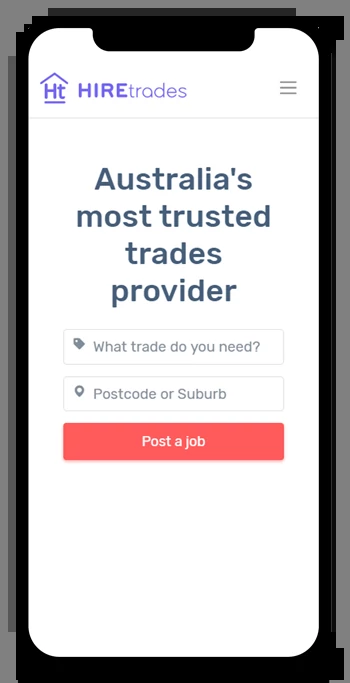 Ht HIREtrades
Australia's
most trusted
trades
provider
What trade do you need?
Postcode or Suburb
Post a job